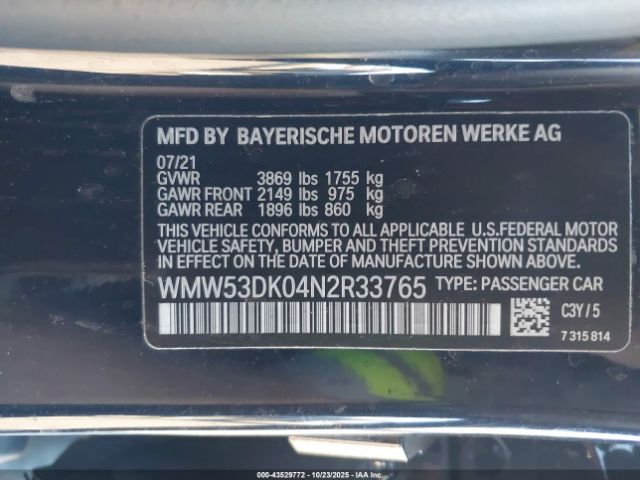 MFD BY BAYERISCHE MOTOREN WERKE AG
07/21
GVWR 3869 lbs 1755 kg
GAWR FRONT 2149 lbs 975 kg
GAWR REAR 1896 lbs 860 kg
THIS VEHICLE CONFORMS TO ALL APPLICABLE U.S.FEDERAL MOTOR
VEHICLE SAFETY, BUMPER AND THEFT PREVENTION STANDARDS
IN EFFECT ON THE DATE OF MANUFACTURE SHOWN ABOVE.
WMW53DK04N2R33765 TYPE: PASSENGER CAR
C3Y/5
7 315 814
000-43529772 - 10/23/2025 - IAAI.COM